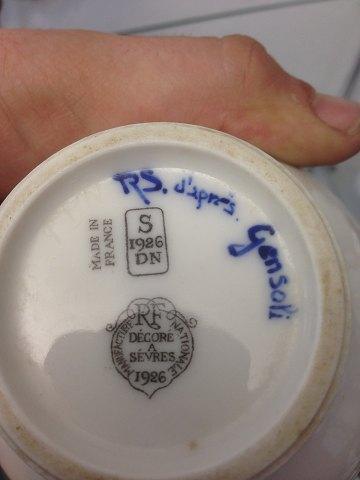 RS. d'après.
Gensoli
MADE IN
FRANCE
S
1926
DN
RF
MANUFACTURE NATIONALE
DÉCORÉ
A
SÈVRES
1926